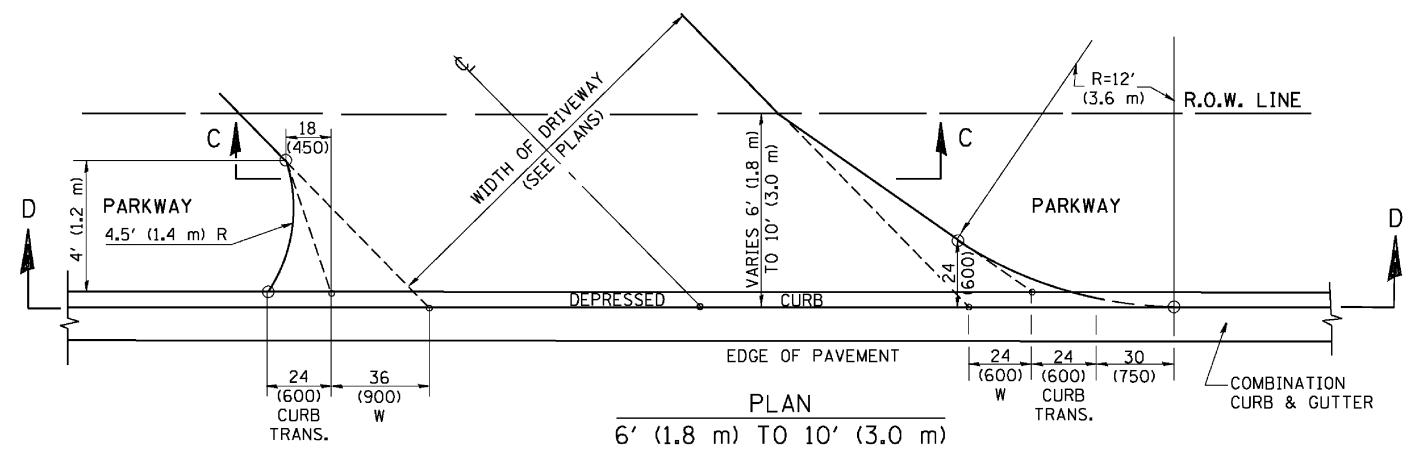 ℄
WIDTH OF DRIVEWAY
(SEE PLANS)
R=12'
(3.6 m)
R.O.W. LINE
18
(450)
C
C
VARIES 6' (1.8 m)
TO 10' (3.0 m)
D
4' (1.2 m)
PARKWAY
4.5' (1.4 m) R
PARKWAY
D
24
(600)
DEPRESSED CURB
EDGE OF PAVEMENT
24
(600)
CURB
TRANS.
36
(900)
W
24
(600)
W
24
(600)
CURB
TRANS.
30
(750)
COMBINATION
CURB & GUTTER
PLAN
6' (1.8 m) TO 10' (3.0 m)